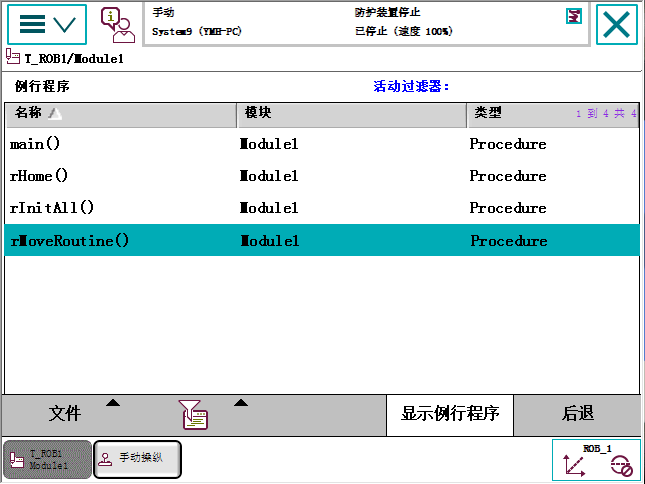 手动
防护装置停止
System9 (YMH-PC)
已停止 (速度 100%)
T_ROB1/Module1
例行程序
活动过滤器：
名称
模块
类型
1 到 4 共 4
main()
Module1
Procedure
rHome()
Module1
Procedure
rInitAll()
Module1
Procedure
rMoveRoutine()
Module1
Procedure
文件
显示例行程序
后退
T_ROB1
Module1
手动操纵
ROB_1